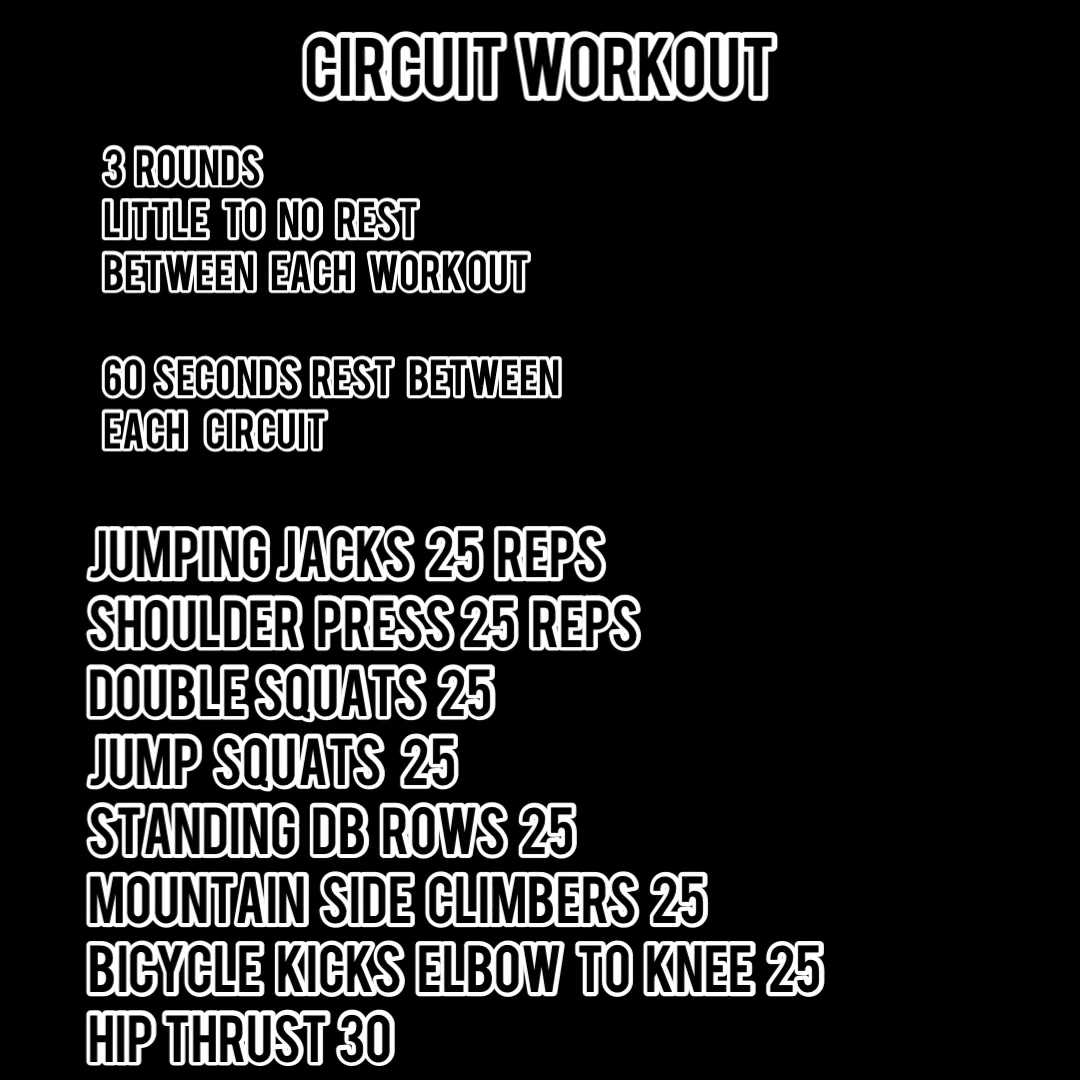 CIRCUIT WORKOUT
3 ROUNDS
LITTLE TO NO REST
BETWEEN EACH WORKOUT
60 SECONDS REST BETWEEN
EACH CIRCUIT
JUMPING JACKS 25 REPS
SHOULDER PRESS 25 REPS
DOUBLE SQUATS 25
JUMP SQUATS 25
STANDING DB ROWS 25
MOUNTAIN SIDE CLIMBERS 25
BICYCLE KICKS ELBOW TO KNEE 25
HIP THRUST 30